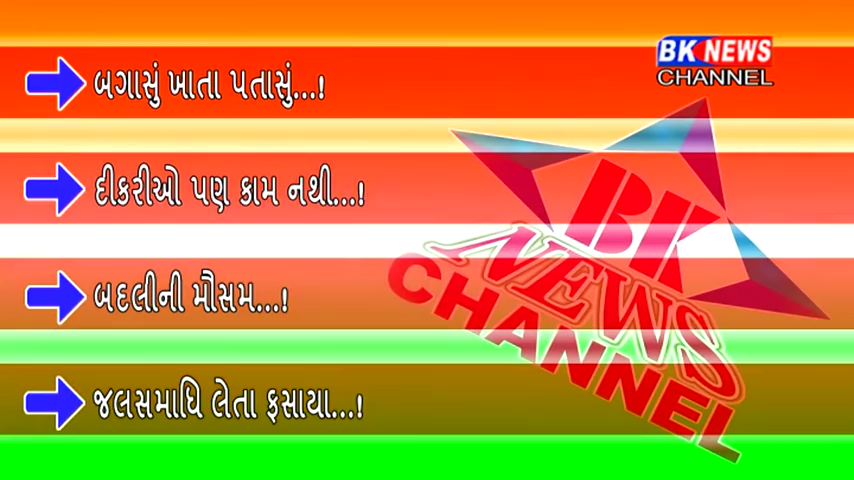 BK NEWS
CHANNEL
બગાસું ખાતા પતાસું...!
દીકરીઓ પણ કામ નથી...!
બદલીની મૌસમ...!
જલસમાધિ લેતા ફસાયા...!
BK
NEWS
CHANNEL